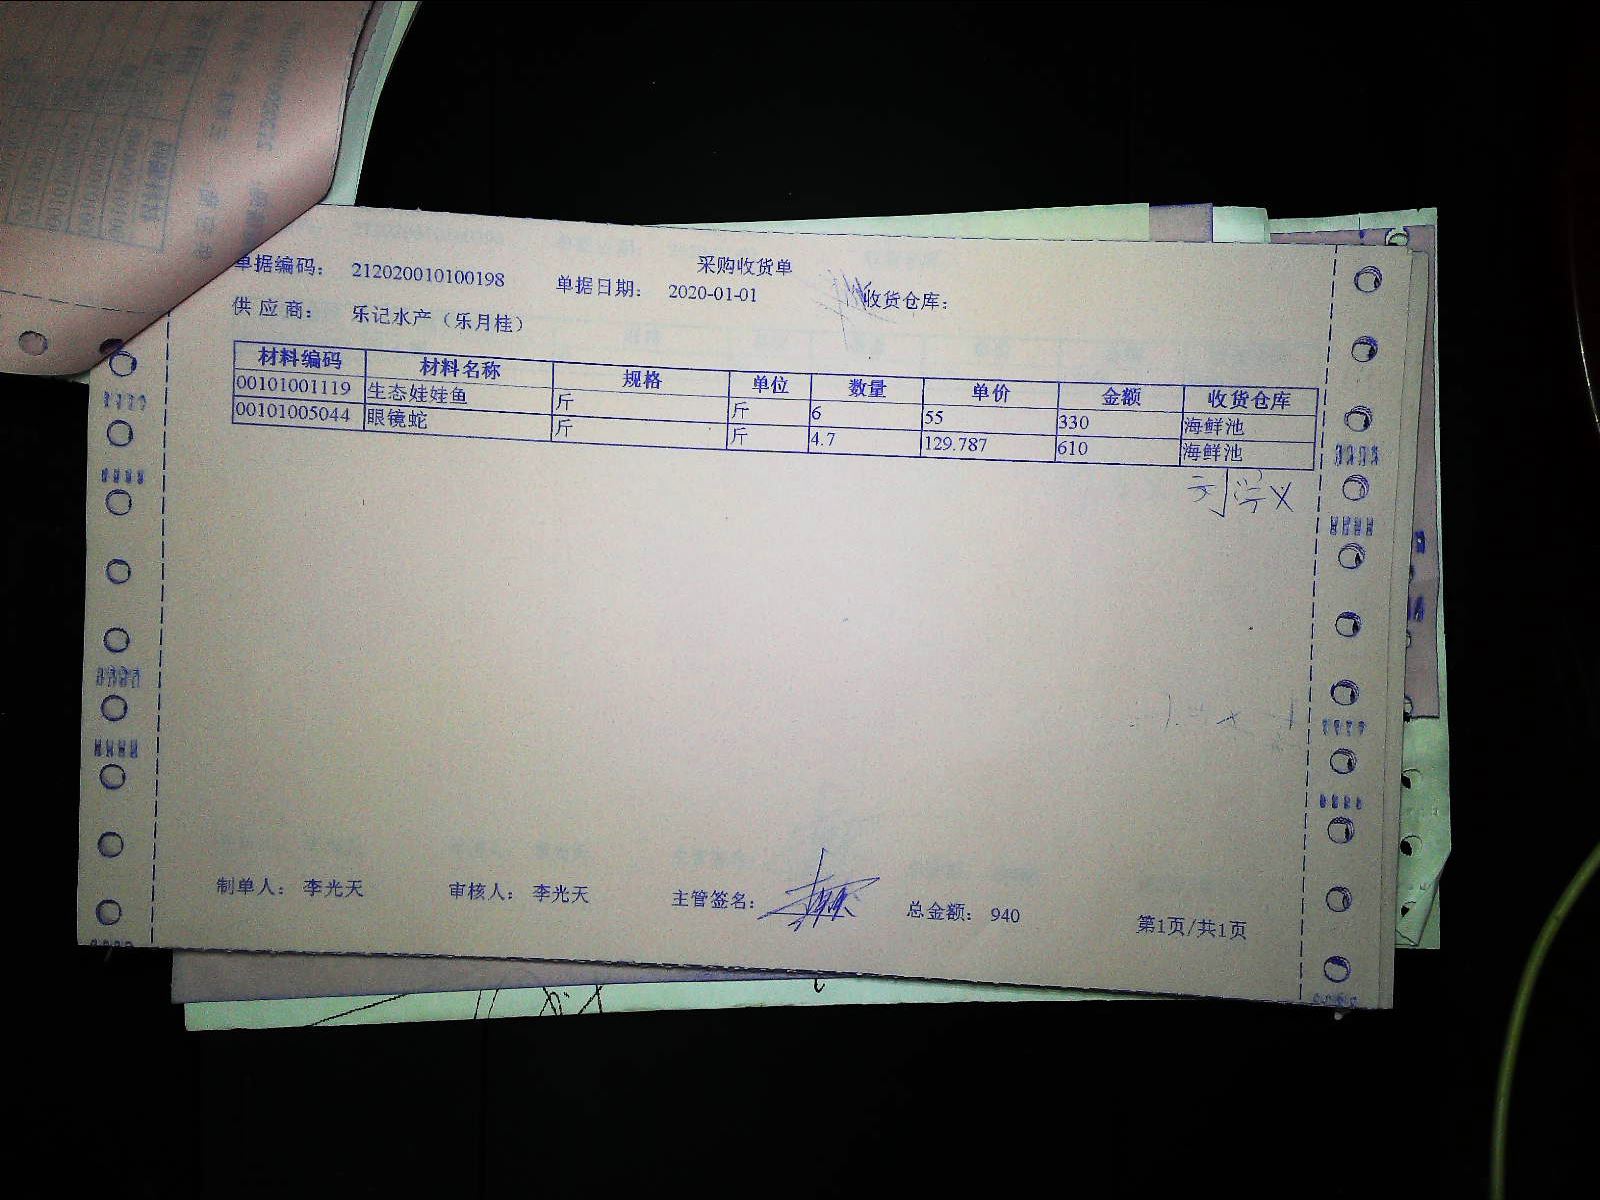 采购收货单
单据编码： 212020010100198 单据日期： 2020-01-01 收货仓库：
供应商： 乐记水产（乐月桂）
材料编码 材料名称 规格 单位 数量 单价 金额 收货仓库
00101001119 生态娃娃鱼 斤 斤 6 55 330 海鲜池
00101005044 眼镜蛇 斤 斤 4.7 129.787 610 海鲜池
刘学义
制单人： 李光天 审核人： 李光天 主管签名： 总金额： 940
第1页/共1页